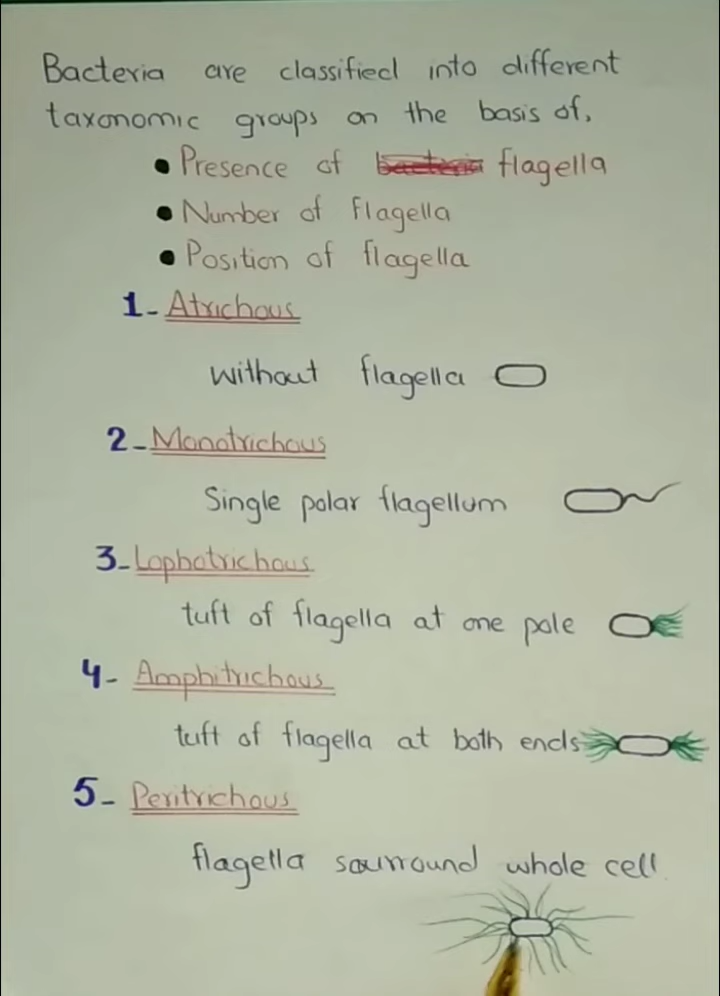 Bacteria are classified into different
taxonomic groups on the basis of,
• Presence of bacteria flagella
• Number of Flagella
• Position of flagella
1- Atrichous
without flagella
2- Monotrichous
Single polar flagellum
3- Lophotrichous
tuft of flagella at one pole
4- Amphitrichous
tuft of flagella at both ends
5- Peritrichous
flagella sourround whole cell